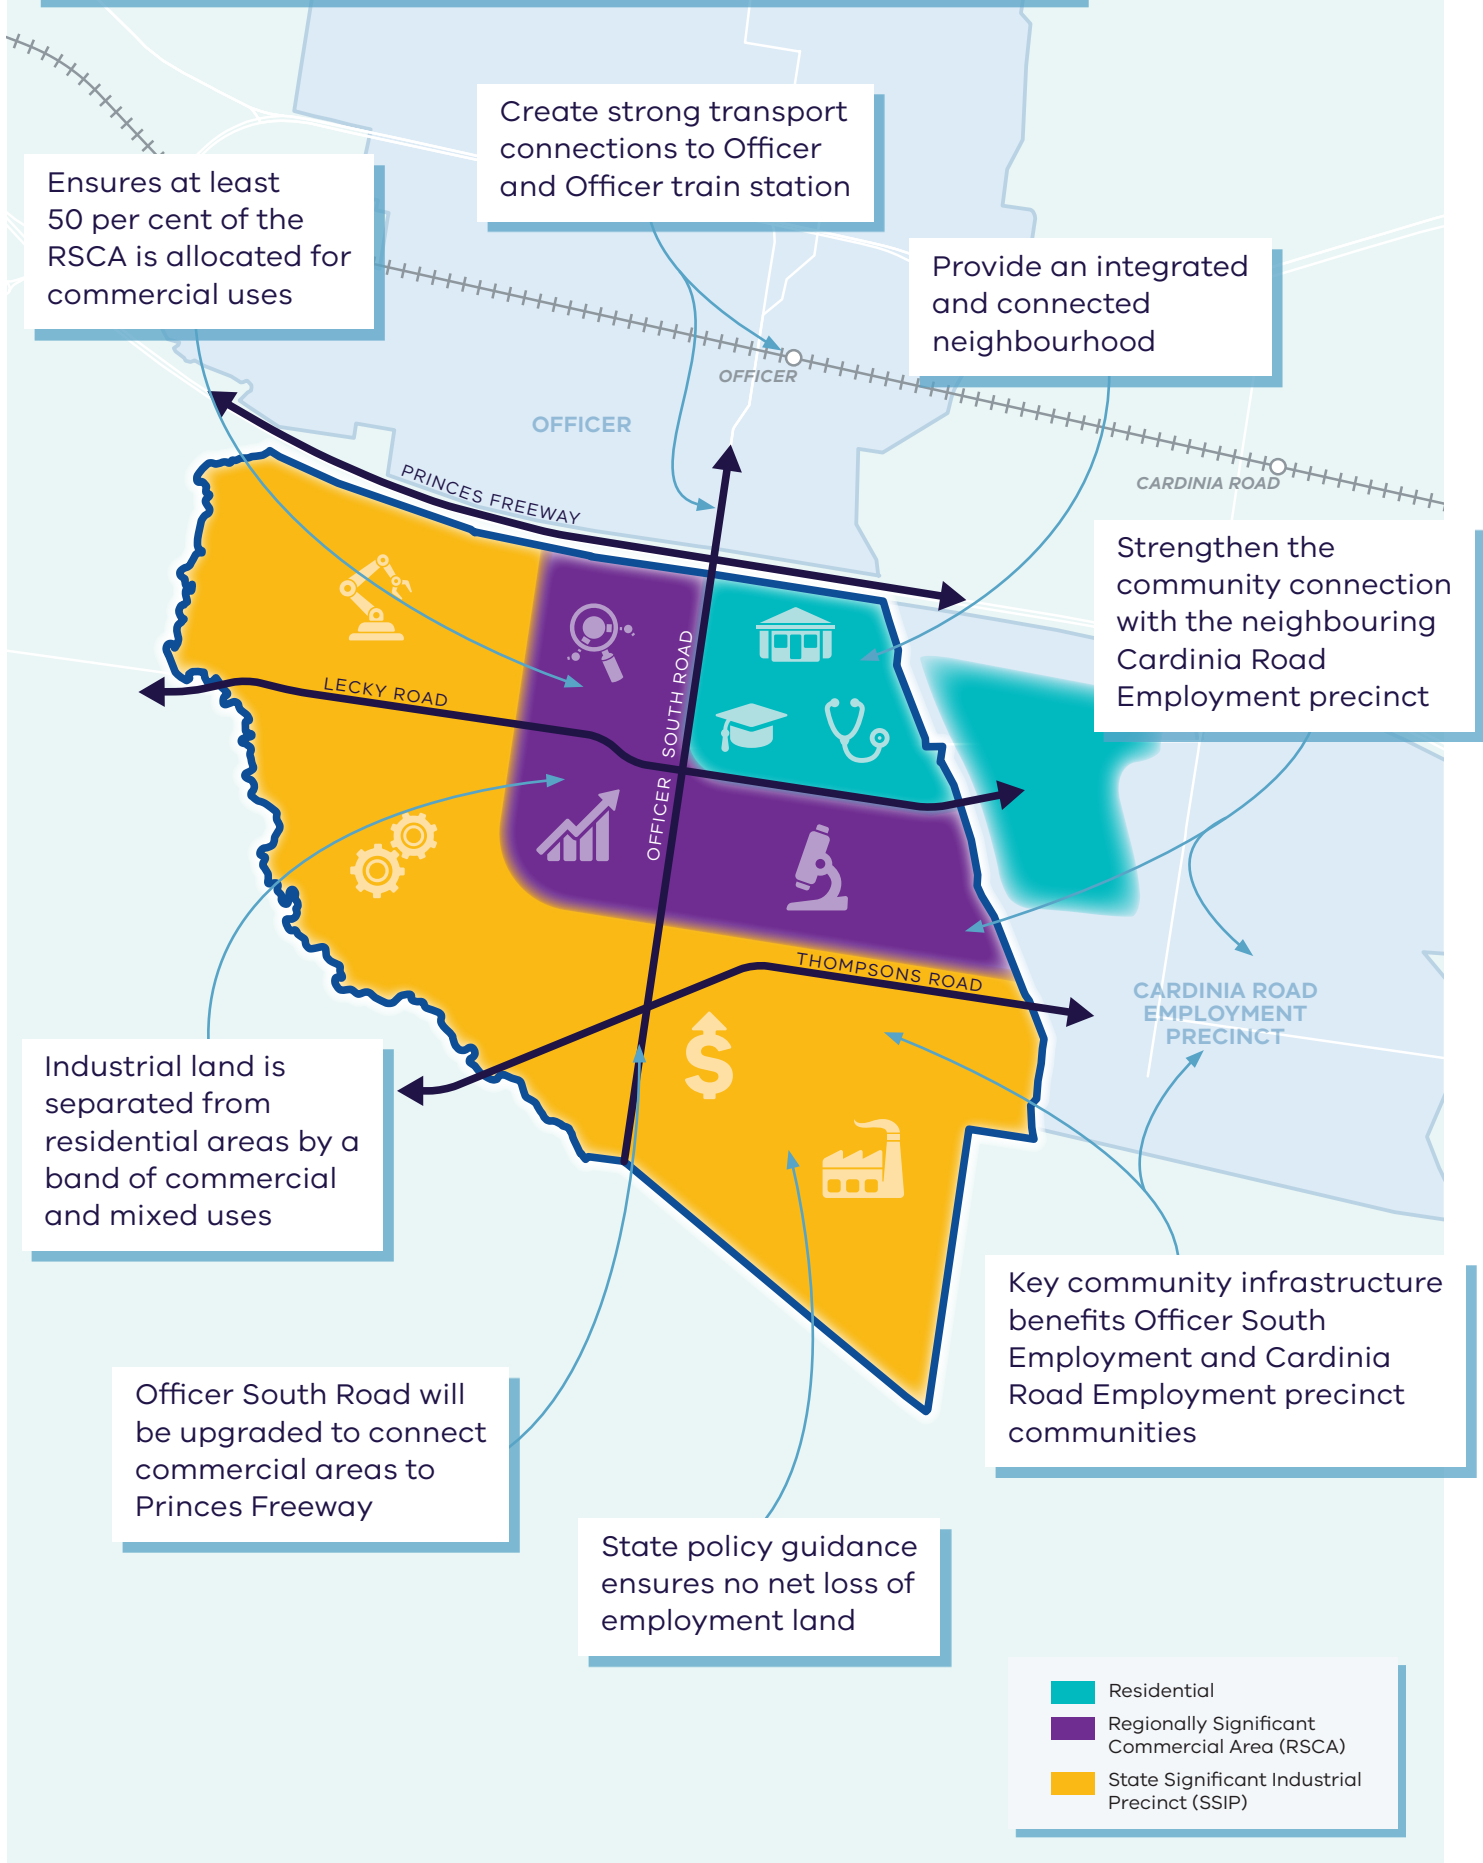 Create strong transport
connections to Officer
and Officer train station
Ensures at least
50 per cent of the
RSCA is allocated for
commercial uses
Provide an integrated
and connected
neighbourhood
OFFICER
OFFICER
CARDINIA ROAD
PRINCES FREEWAY
Strengthen the
community connection
with the neighbouring
Cardinia Road
Employment precinct
LECKY ROAD
OFFICER SOUTH ROAD
THOMPSONS ROAD
CARDINIA ROAD
EMPLOYMENT
PRECINCT
Industrial land is
separated from
residential areas by a
band of commercial
and mixed uses
Key community infrastructure
benefits Officer South
Employment and Cardinia
Road Employment precinct
communities
Officer South Road will
be upgraded to connect
commercial areas to
Princes Freeway
State policy guidance
ensures no net loss of
employment land
Residential
Regionally Significant
Commercial Area (RSCA)
State Significant Industrial
Precinct (SSIP)